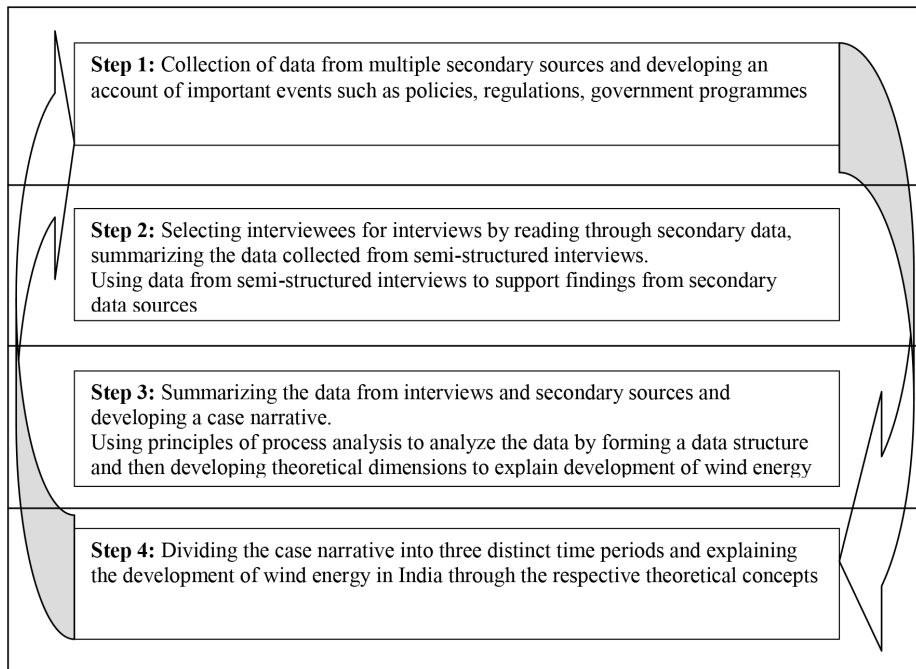 Step 1: Collection of data from multiple secondary sources and developing an
account of important events such as policies, regulations, government programmes
Step 2: Selecting interviewees for interviews by reading through secondary data,
summarizing the data collected from semi-structured interviews.
Using data from semi-structured interviews to support findings from secondary
data sources
Step 3: Summarizing the data from interviews and secondary sources and
developing a case narrative.
Using principles of process analysis to analyze the data by forming a data structure
and then developing theoretical dimensions to explain development of wind energy
Step 4: Dividing the case narrative into three distinct time periods and explaining
the development of wind energy in India through the respective theoretical concepts